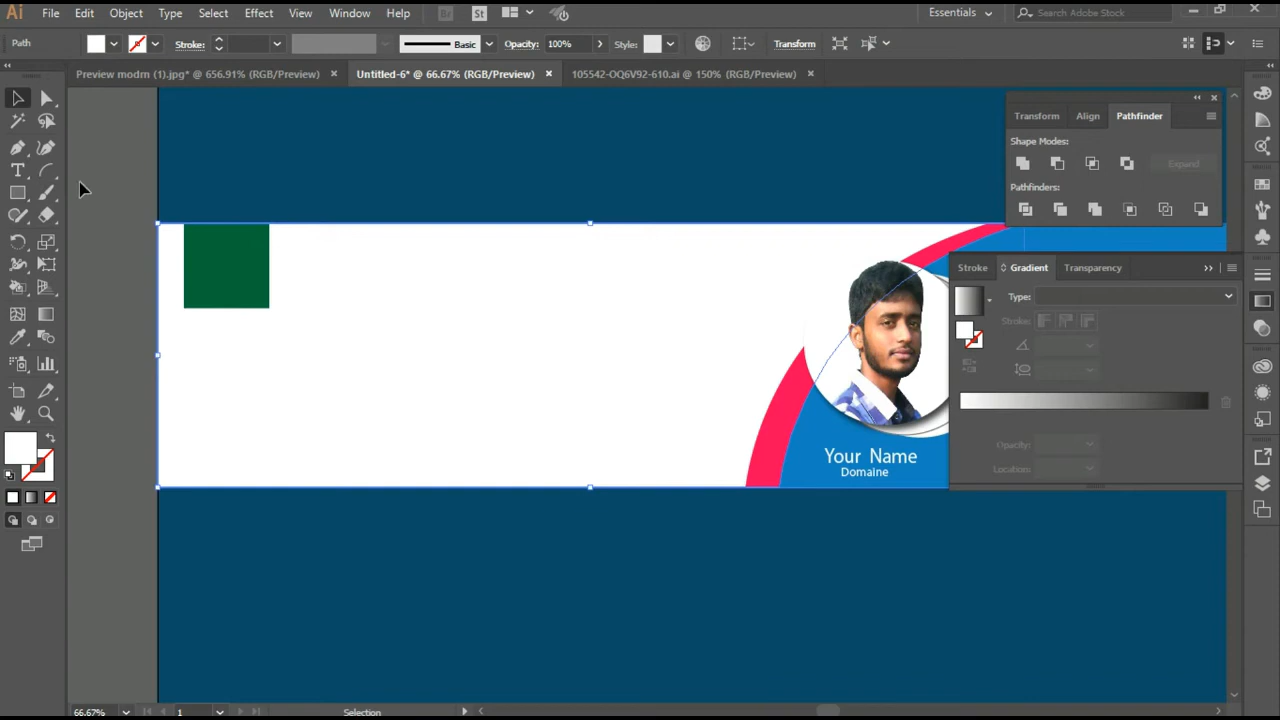 Ai File Edit Object Type Select Effect View Window Help Br St Essentials Search Adobe Stock
Path Stroke: Basic Opacity: 100% Style: Transform
Preview modrn (1).jpg* @ 656.91% (RGB/Preview) × Untitled-6* @ 66.67% (RGB/Preview) × 105542-OQ6V92-610.ai @ 150% (RGB/Preview) ×
Transform Align Pathfinder
Shape Modes:
Expand
Pathfinders:
Stroke Gradient Transparency
Type:
Stroke:
Opacity:
Location:
Your Name
Domaine
66.67% 1 Selection